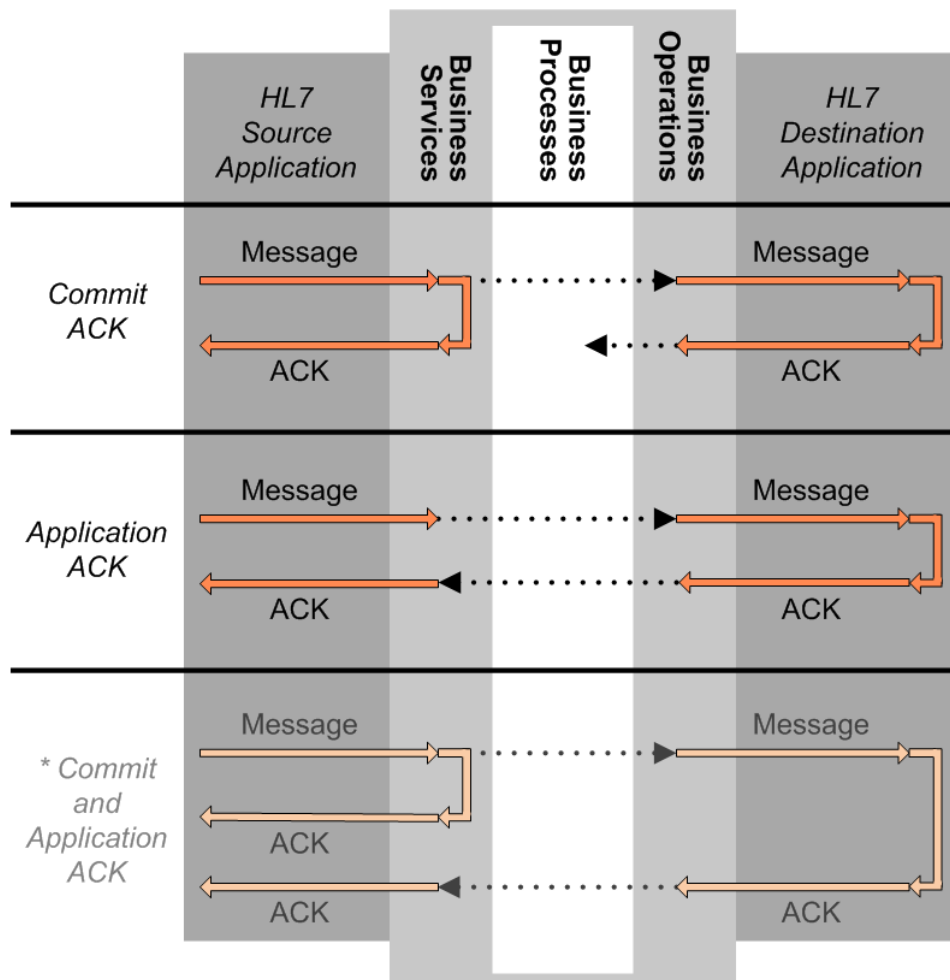 HL7
Source
Application
Business
Services
Business
Processes
Business
Operations
HL7
Destination
Application
Commit
ACK
Message
ACK
Message
ACK
Application
ACK
Message
ACK
Message
ACK
* Commit
and
Application
ACK
Message
ACK
ACK
Message
ACK